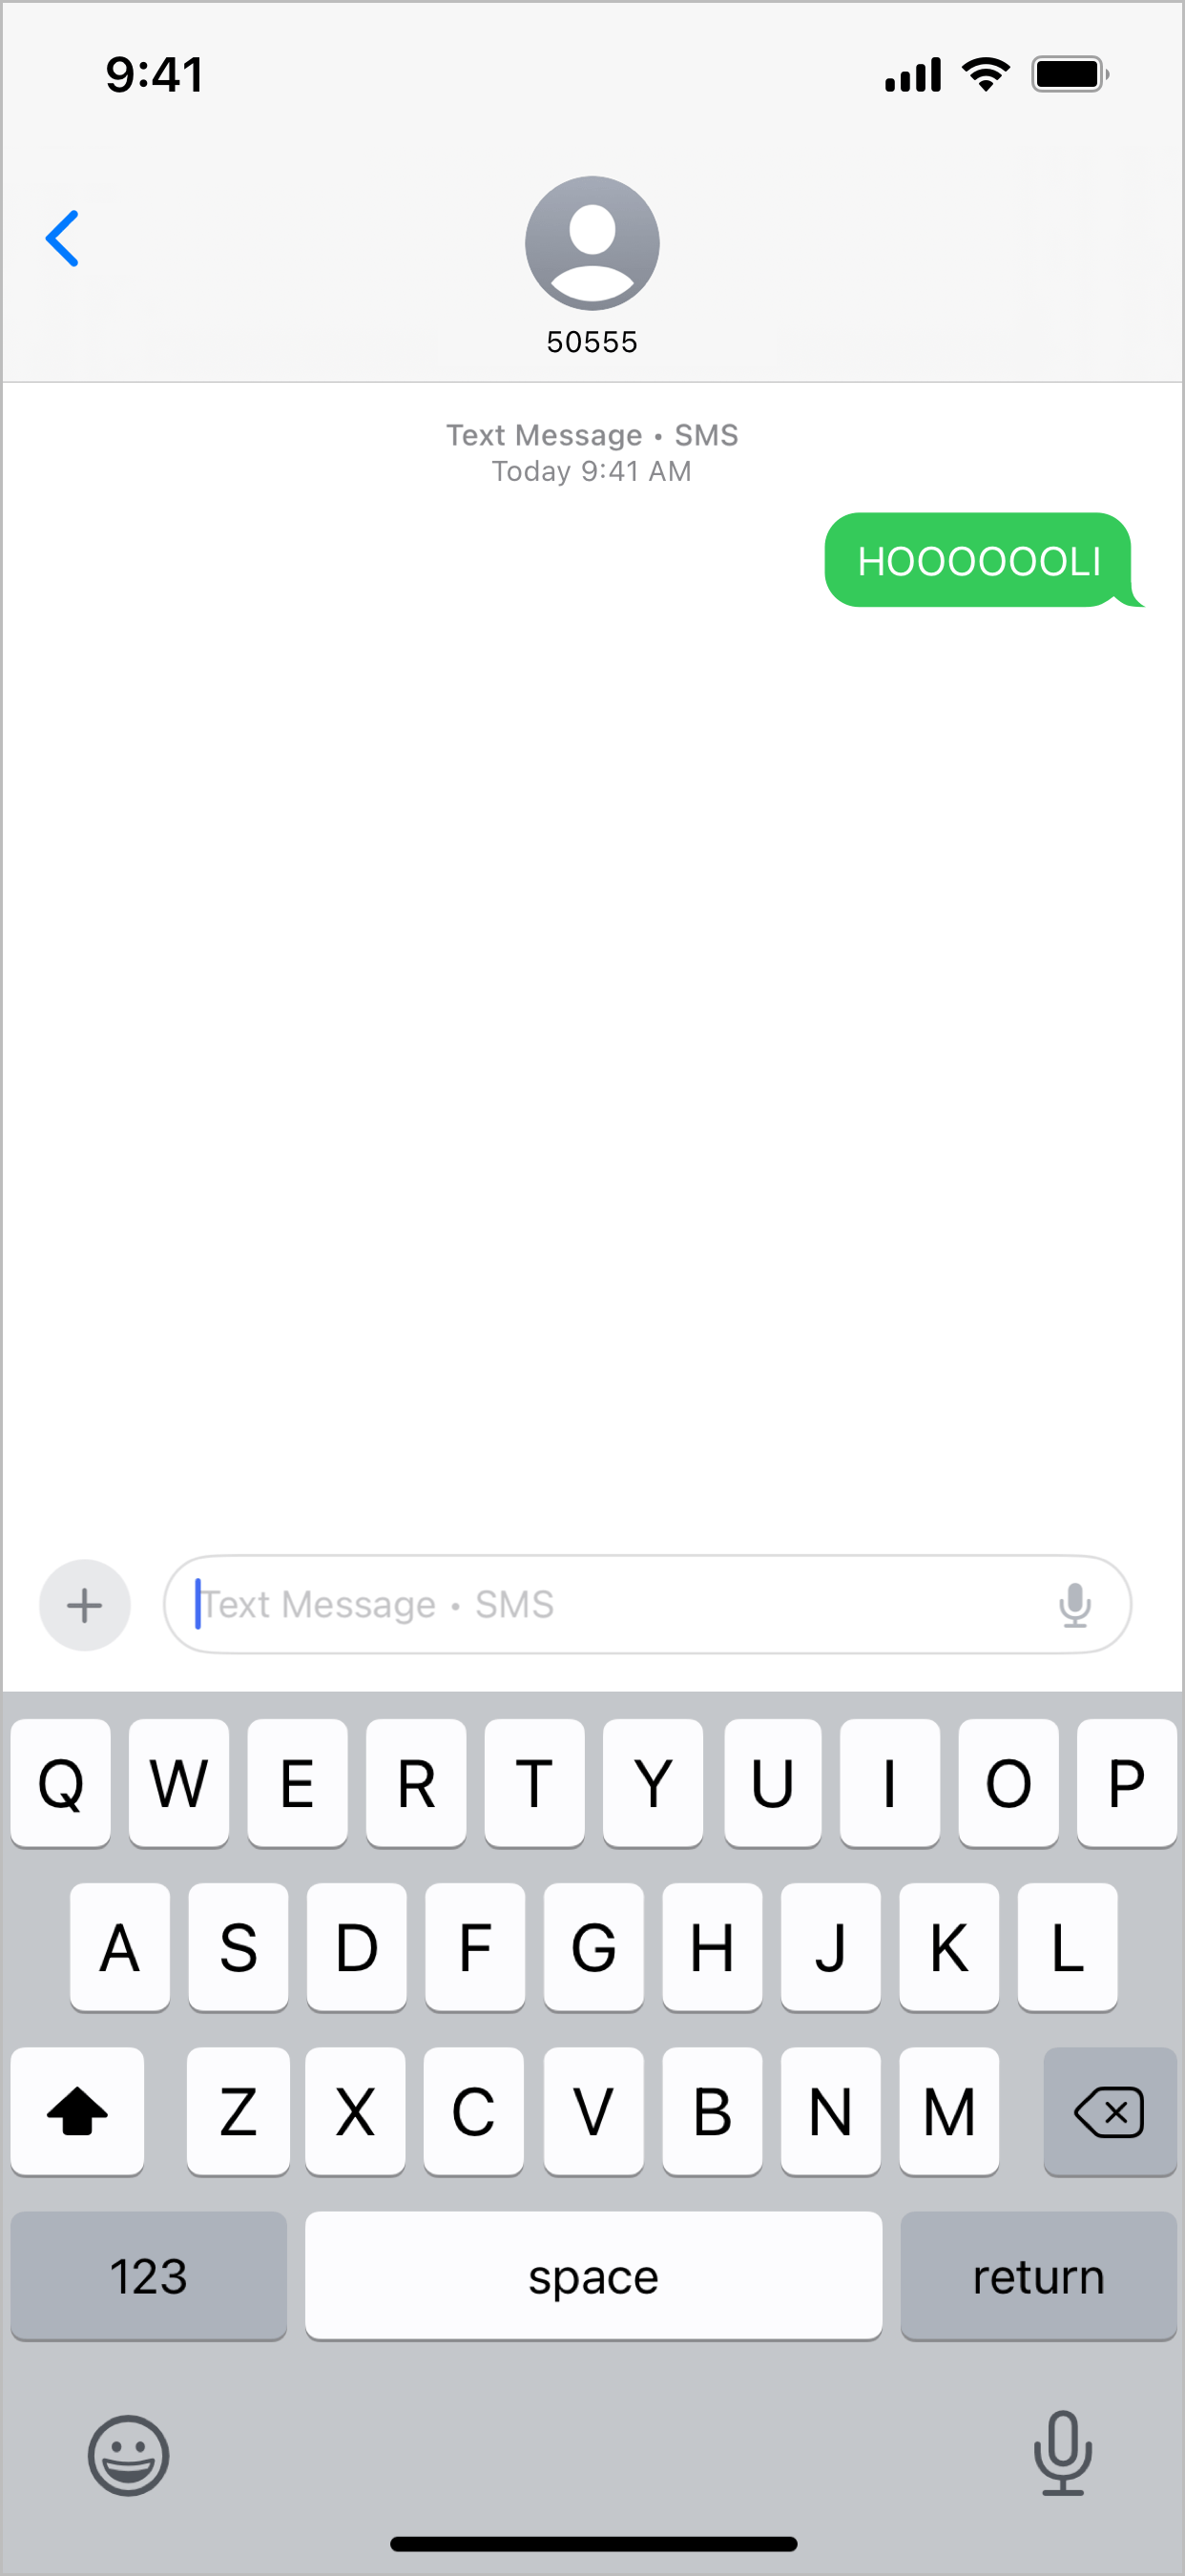 9:41
50555
Text Message • SMS
Today 9:41 AM
HOOOOOOLI
Text Message • SMS
Q W E R T Y U I O P
A S D F G H J K L
Z X C V B N M
123 space return